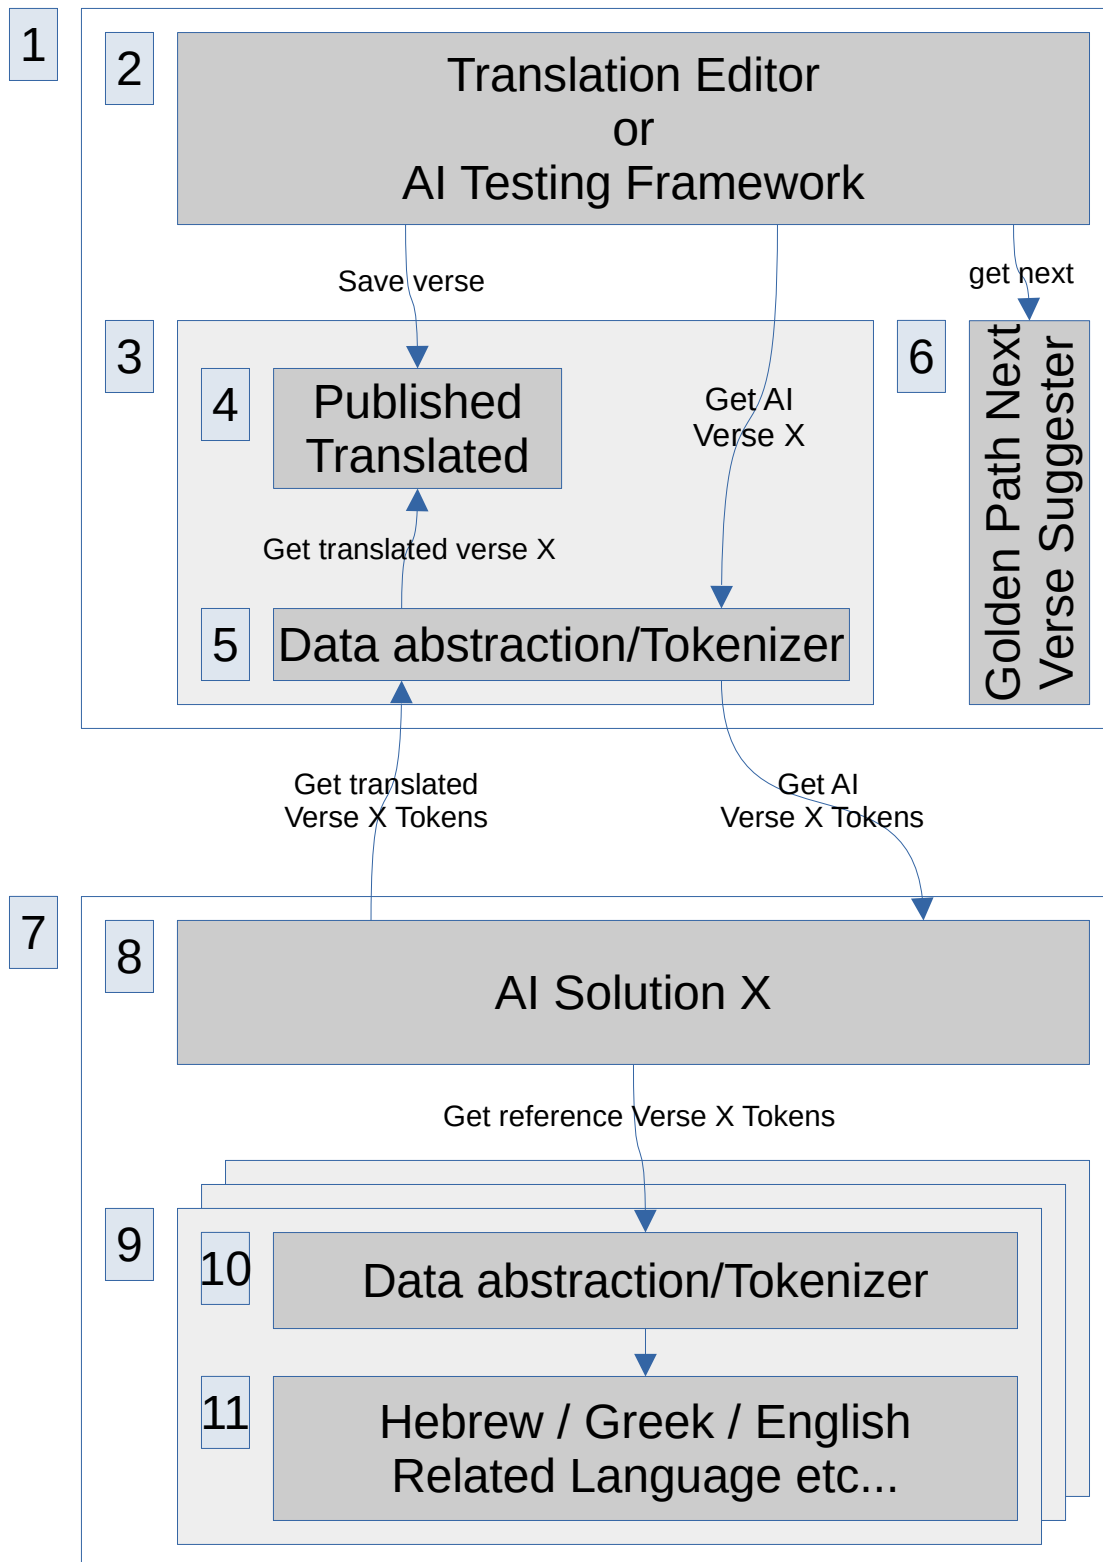 1
2
Translation Editor
or
AI Testing Framework
Save verse
get next
3
4
Published
Translated
Get AI
Verse X
6
Golden Path Next
Verse Suggester
Get translated verse X
5
Data abstraction/Tokenizer
Get translated
Verse X Tokens
Get AI
Verse X Tokens
7
8
AI Solution X
Get reference Verse X Tokens
9
10
Data abstraction/Tokenizer
11
Hebrew / Greek / English
Related Language etc...